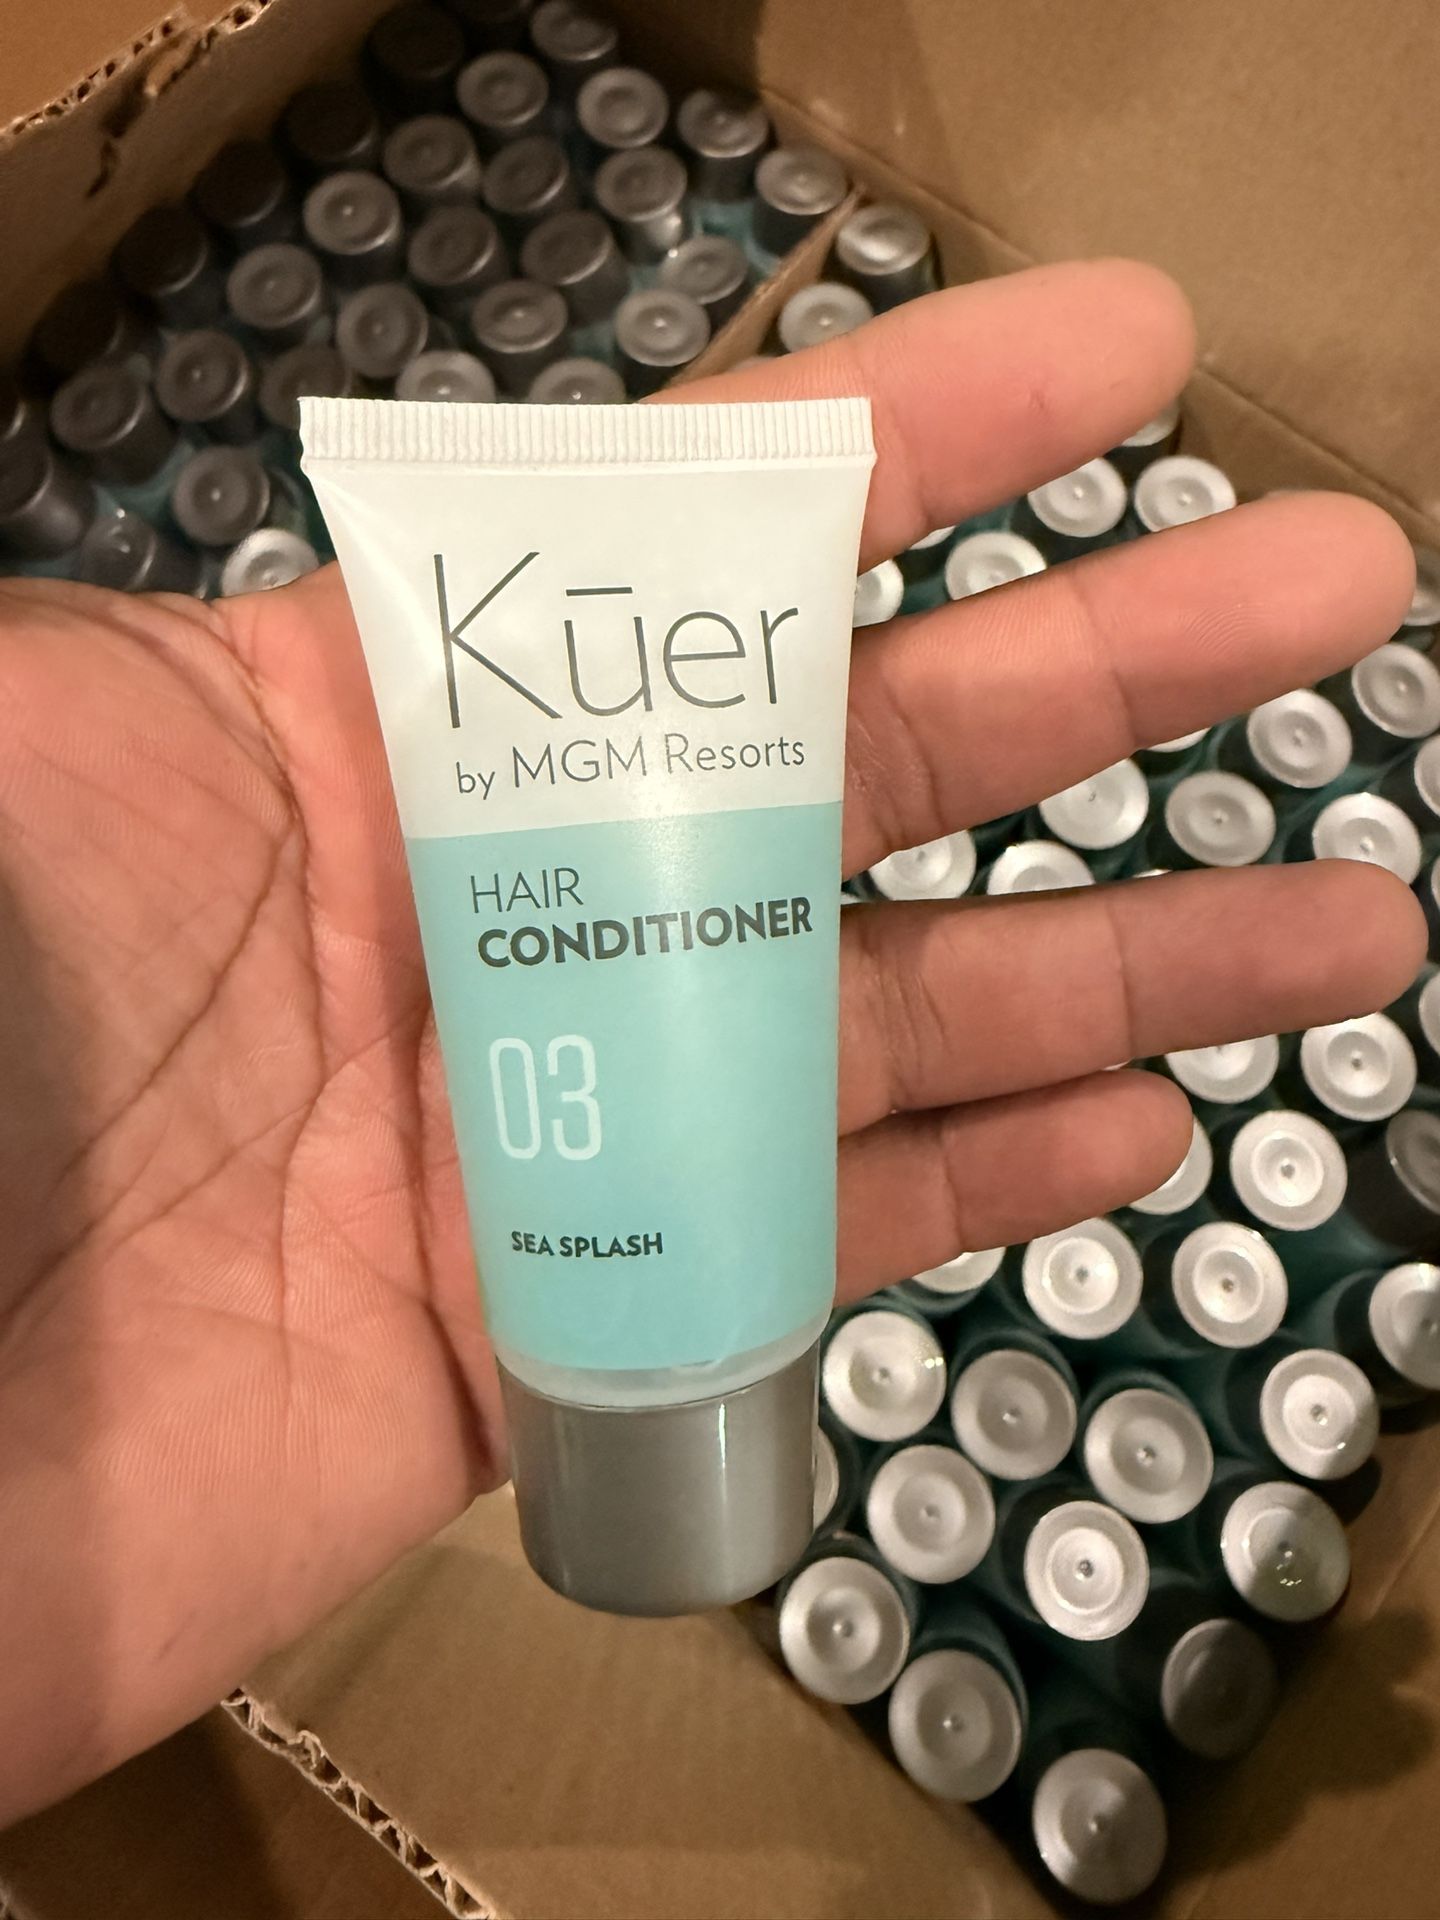 Kūer
by MGM Resorts
HAIR
CONDITIONER
03
SEA SPLASH